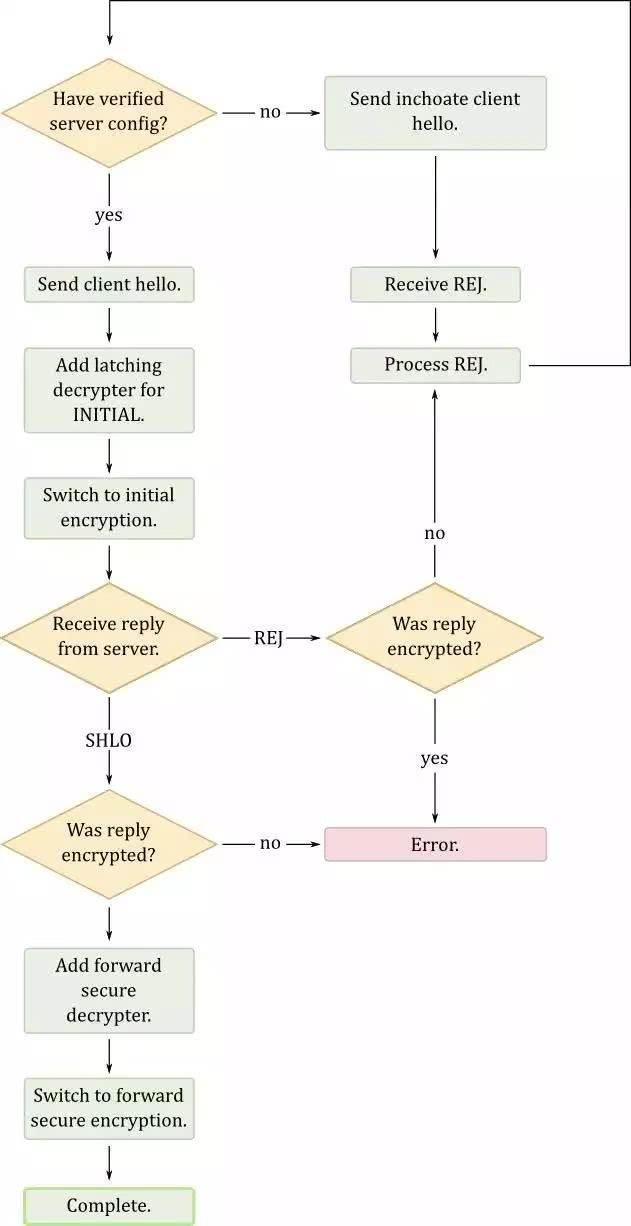 Have verified
server config?
no
Send inchoate client
hello.
yes
Send client hello.
Receive REJ.
Add latching
decrypter for
INITIAL.
Process REJ.
Switch to initial
encryption.
no
Receive reply
from server.
REJ
Was reply
encrypted?
SHLO
yes
Was reply
encrypted?
no
Error.
Add forward
secure
decrypter.
Switch to forward
secure encryption.
Complete.